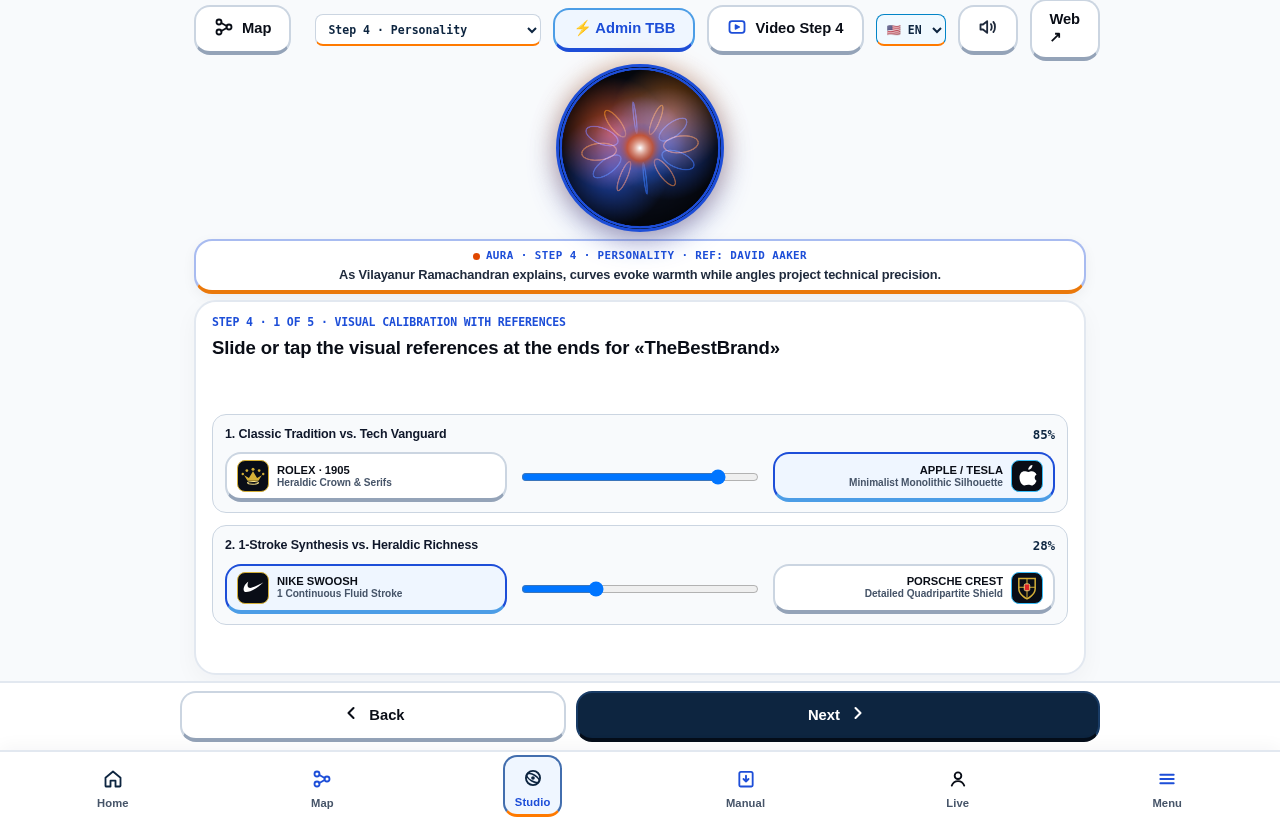 Map
Step 4 · Personality
⚡ Admin TBB
Video Step 4
🇺🇸 EN
Web
↗
AURA · STEP 4 · PERSONALITY · REF: DAVID AAKER
As Vilayanur Ramachandran explains, curves evoke warmth while angles project technical precision.
STEP 4 · 1 OF 5 · VISUAL CALIBRATION WITH REFERENCES
Slide or tap the visual references at the ends for «TheBestBrand»
1. Classic Tradition vs. Tech Vanguard
85%
ROLEX · 1905
Heraldic Crown & Serifs
APPLE / TESLA
Minimalist Monolithic Silhouette
2. 1-Stroke Synthesis vs. Heraldic Richness
28%
NIKE SWOOSH
1 Continuous Fluid Stroke
PORSCHE CREST
Detailed Quadripartite Shield
Back
Next
Home
Map
Studio
Manual
Live
Menu